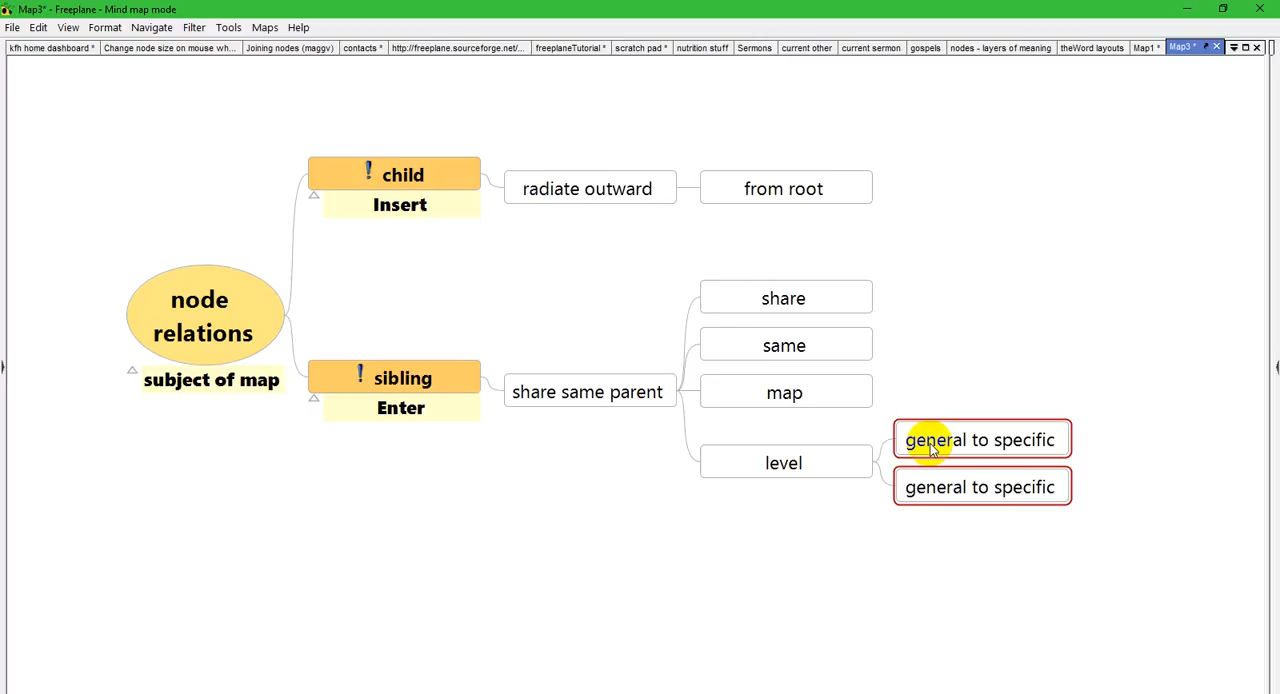 Map3* - Freeplane - Mind map mode
File Edit View Format Navigate Filter Tools Maps Help
kfh home dashboard * Change node size on mouse wh... Joining nodes (maggv) contacts * http://freeplane.sourceforge.net/... freeplaneTutorial * scratch pad * nutrition stuff Sermons current other current sermon gospels nodes - layers of meaning theWord layouts Map1 * Map3 *
child
Insert
radiate outward
from root
node
relations
subject of map
sibling
Enter
share same parent
share
same
map
level
general to specific
general to specific